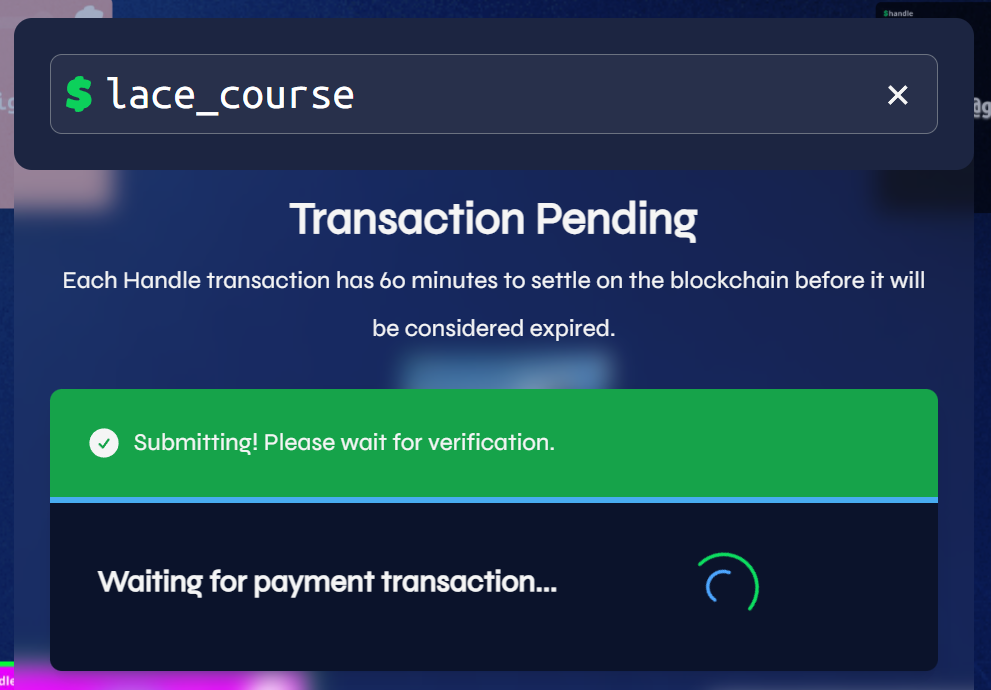 $handle
$ lace_course ×
@g
Transaction Pending
Each Handle transaction has 60 minutes to settle on the blockchain before it will
be considered expired.
Submitting! Please wait for verification.
Waiting for payment transaction...